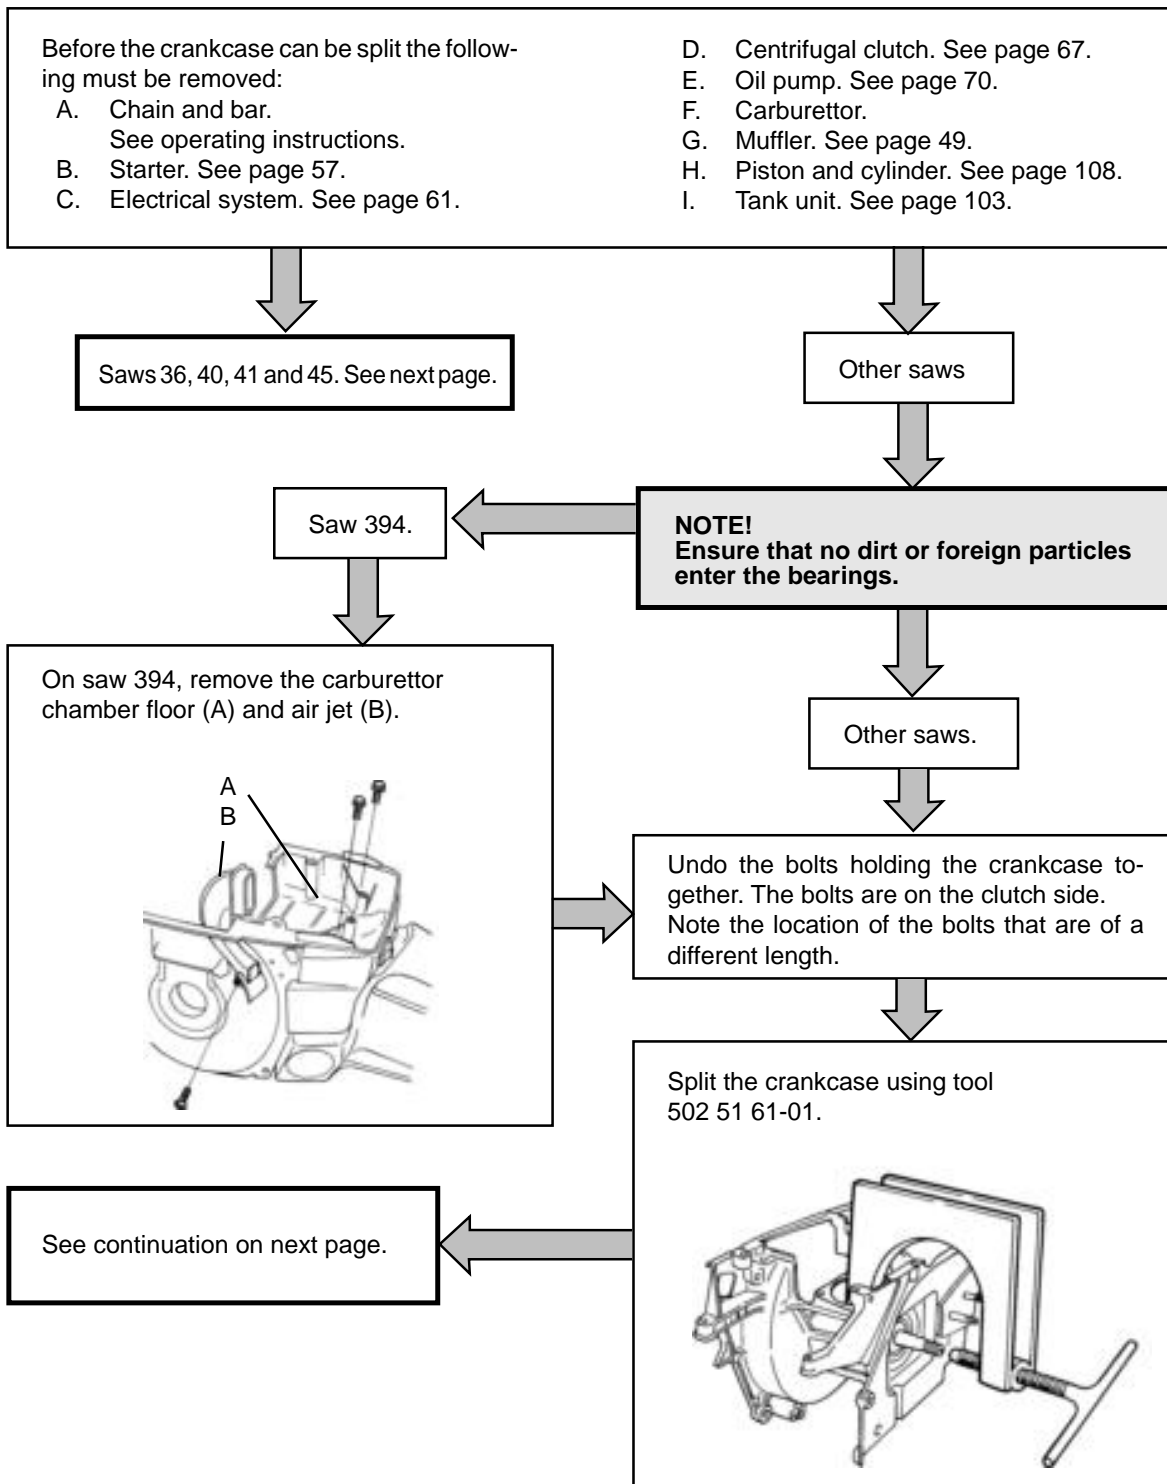 Before the crankcase can be split the follow-
ing must be removed:
A. Chain and bar.
See operating instructions.
B. Starter. See page 57.
C. Electrical system. See page 61.
D. Centrifugal clutch. See page 67.
E. Oil pump. See page 70.
F. Carburettor.
G. Muffler. See page 49.
H. Piston and cylinder. See page 108.
I. Tank unit. See page 103.
Saws 36, 40, 41 and 45. See next page.
Other saws
Saw 394.
NOTE!
Ensure that no dirt or foreign particles
enter the bearings.
On saw 394, remove the carburettor
chamber floor (A) and air jet (B).
A
B
Other saws.
Undo the bolts holding the crankcase to-
gether. The bolts are on the clutch side.
Note the location of the bolts that are of a
different length.
Split the crankcase using tool
502 51 61-01.
See continuation on next page.